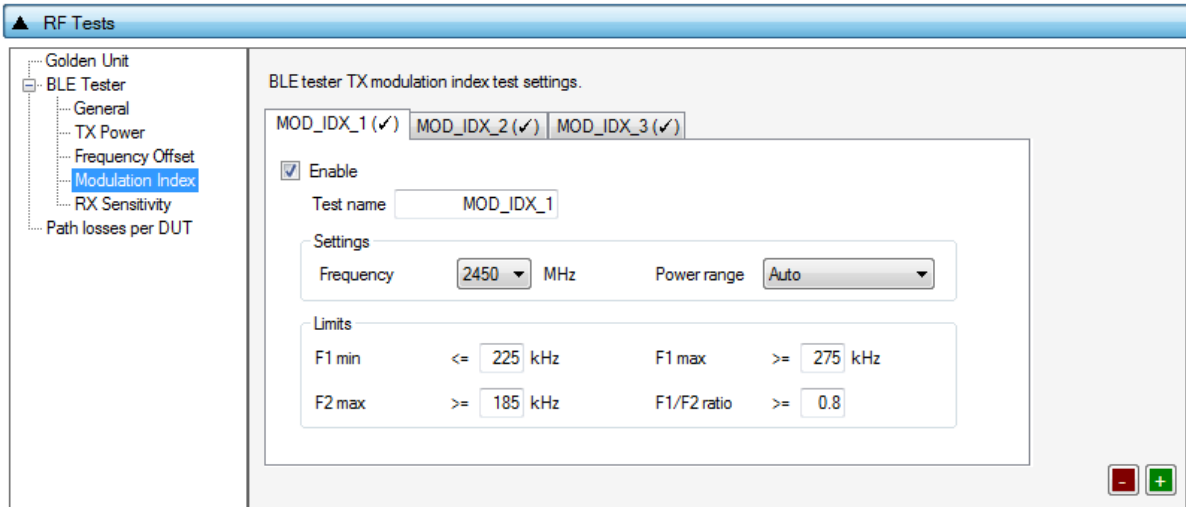 ▲ RF Tests
Golden Unit
BLE Tester
General
TX Power
Frequency Offset
Modulation Index
RX Sensitivity
Path losses per DUT
BLE tester TX modulation index test settings.
MOD_IDX_1 (✓) MOD_IDX_2 (✓) MOD_IDX_3 (✓)
Enable
Test name MOD_IDX_1
Settings
Frequency 2450 MHz Power range Auto
Limits
F1 min <= 225 kHz F1 max >= 275 kHz
F2 max >= 185 kHz F1/F2 ratio >= 0.8
- +